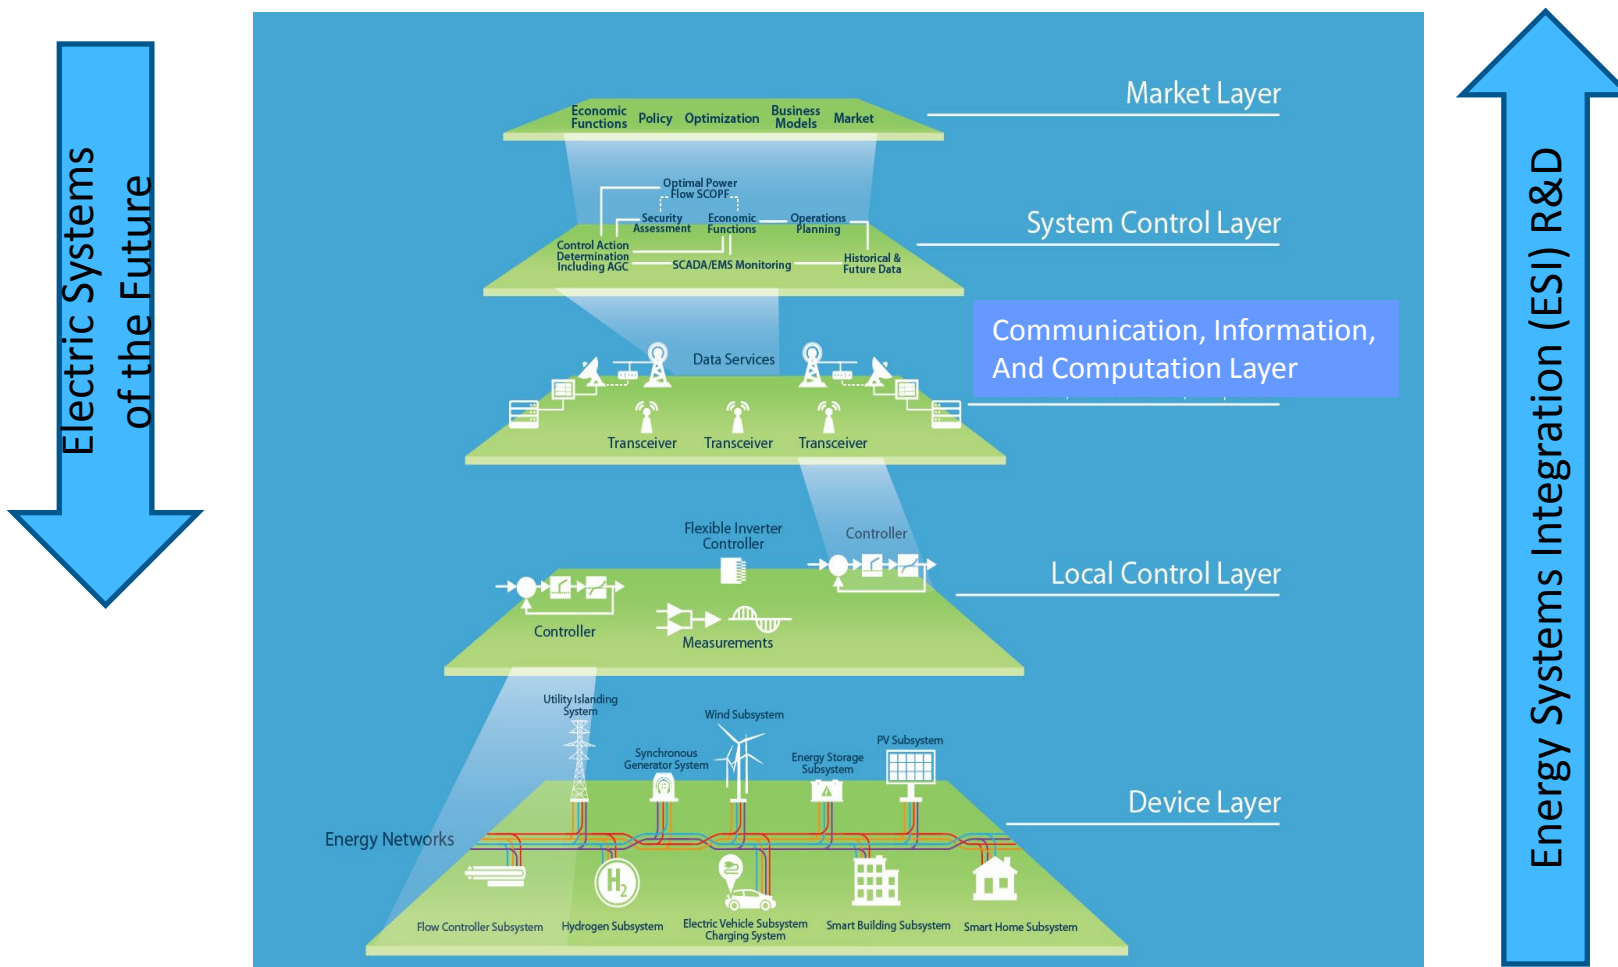 Electric Systems
of the Future
Market Layer
Economic
Functions
Policy
Optimization
Business
Models
Market
System Control Layer
Optimal Power
Flow SCOPF
Security
Assessment
Economic
Functions
Operations
Planning
Control Action
Determination
Including AGC
SCADA/EMS Monitoring
Historical &
Future Data
Communication, Information,
And Computation Layer
Data Services
Transceiver
Transceiver
Transceiver
Local Control Layer
Flexible Inverter
Controller
Controller
Controller
Measurements
Device Layer
Utility Islanding
System
Synchronous
Generator System
Wind Subsystem
Energy Storage
Subsystem
PV Subsystem
Energy Networks
H2
Flow Controller Subsystem
Hydrogen Subsystem
Electric Vehicle Subsystem
Charging System
Smart Building Subsystem
Smart Home Subsystem
Energy Systems Integration (ESI) R&D